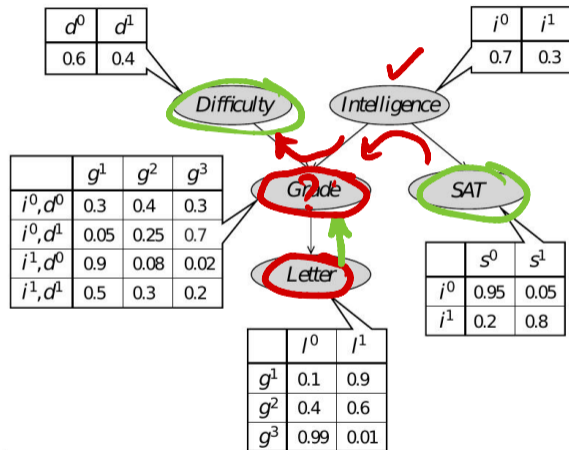 d⁰ d¹
0.6 0.4
i⁰ i¹
0.7 0.3
Difficulty
Intelligence
g¹ g² g³
i⁰,d⁰ 0.3 0.4 0.3
i⁰,d¹ 0.05 0.25 0.7
i¹,d⁰ 0.9 0.08 0.02
i¹,d¹ 0.5 0.3 0.2
Grade
?
SAT
s⁰ s¹
i⁰ 0.95 0.05
i¹ 0.2 0.8
Letter
l⁰ l¹
g¹ 0.1 0.9
g² 0.4 0.6
g³ 0.99 0.01